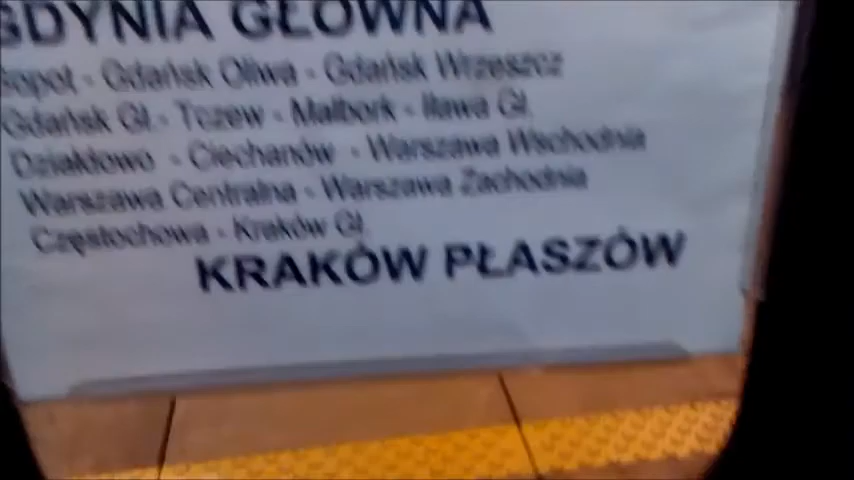 GDYNIA GŁÓWNA
Sopot - Gdańsk Oliwa - Gdańsk Wrzeszcz
Gdańsk Gł. - Tczew - Malbork - Iława Gł.
Działdowo - Ciechanów - Warszawa Wschodnia
Warszawa Centralna - Warszawa Zachodnia
Częstochowa - Kraków Gł.
KRAKÓW PŁASZÓW